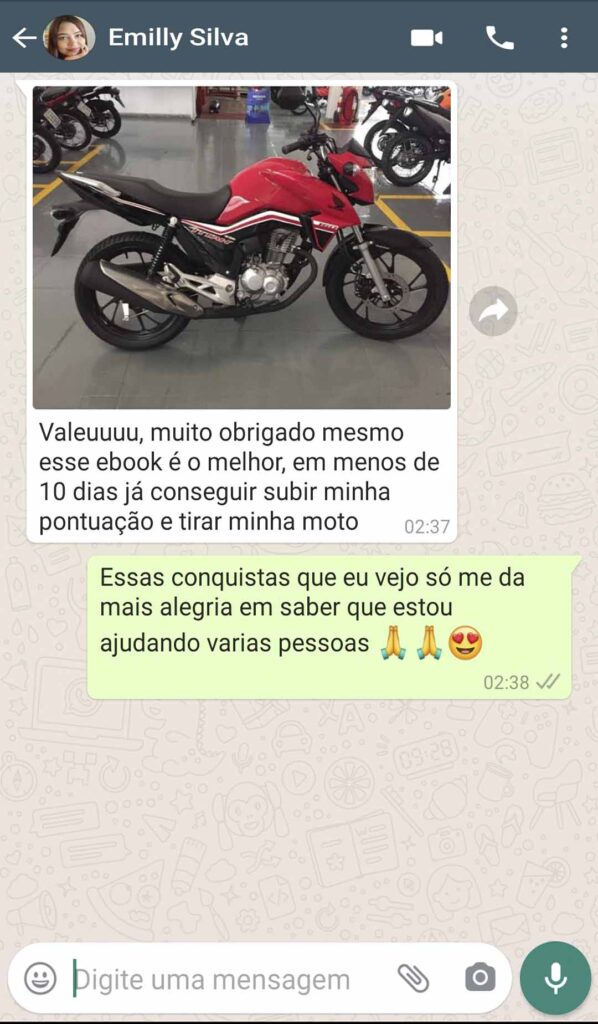 Emilly Silva
Valeuuuu, muito obrigado mesmo
esse ebook é o melhor, em menos de
10 dias já conseguir subir minha
pontuação e tirar minha moto
02:37
Essas conquistas que eu vejo só me da
mais alegria em saber que estou
ajudando varias pessoas 🙏 🙏 😍
02:38
Digite uma mensagem